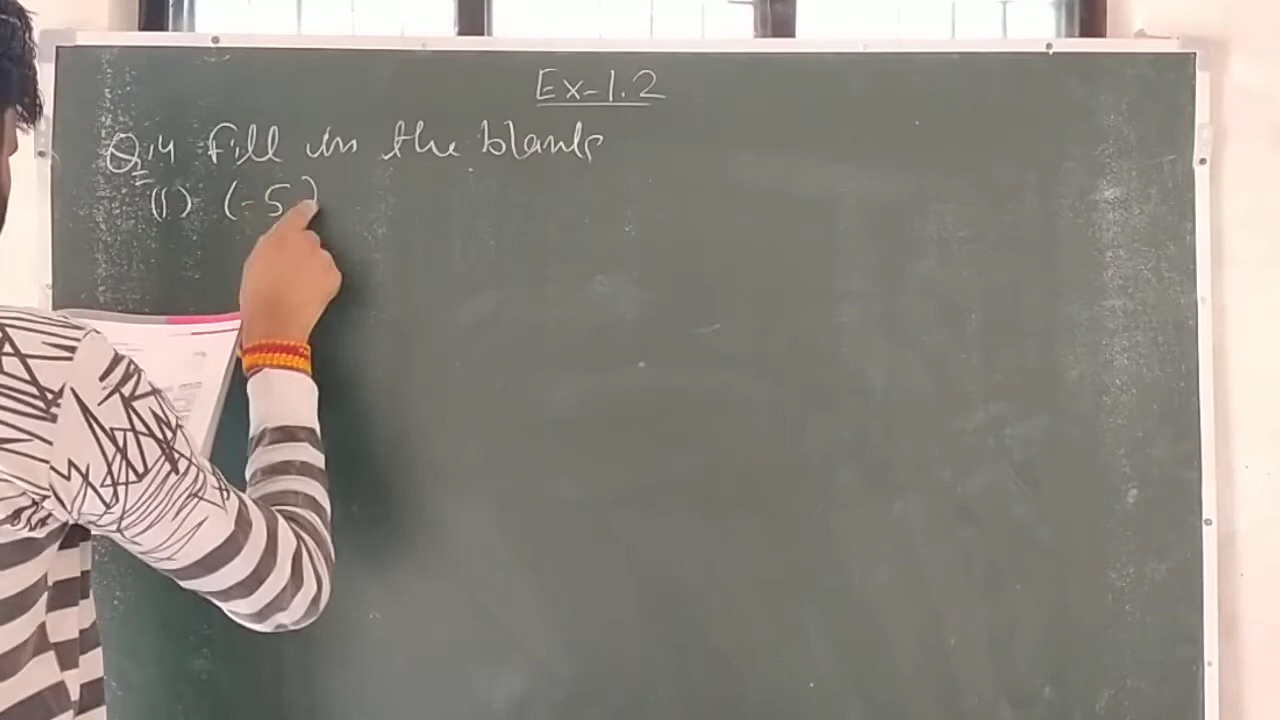 Ex-1.2
Q.4 Fill in the blanks
(i) (-5)